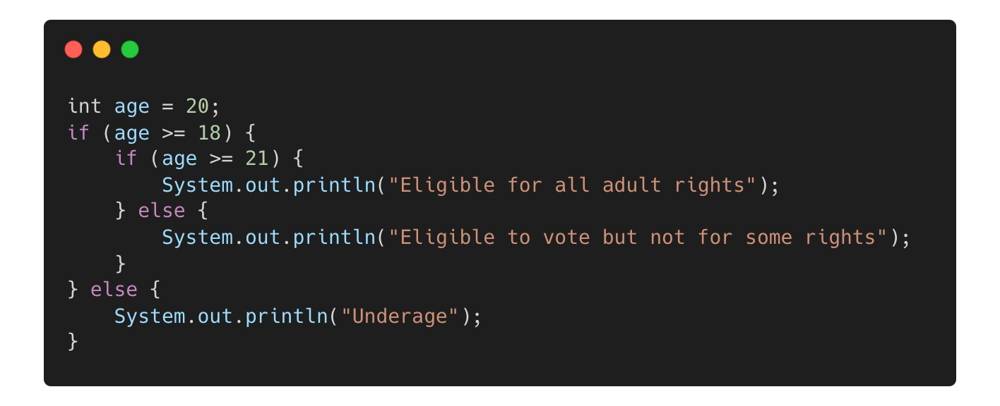 int age = 20;
if (age >= 18) {
    if (age >= 21) {
        System.out.println("Eligible for all adult rights");
    } else {
        System.out.println("Eligible to vote but not for some rights");
    }
} else {
    System.out.println("Underage");
}